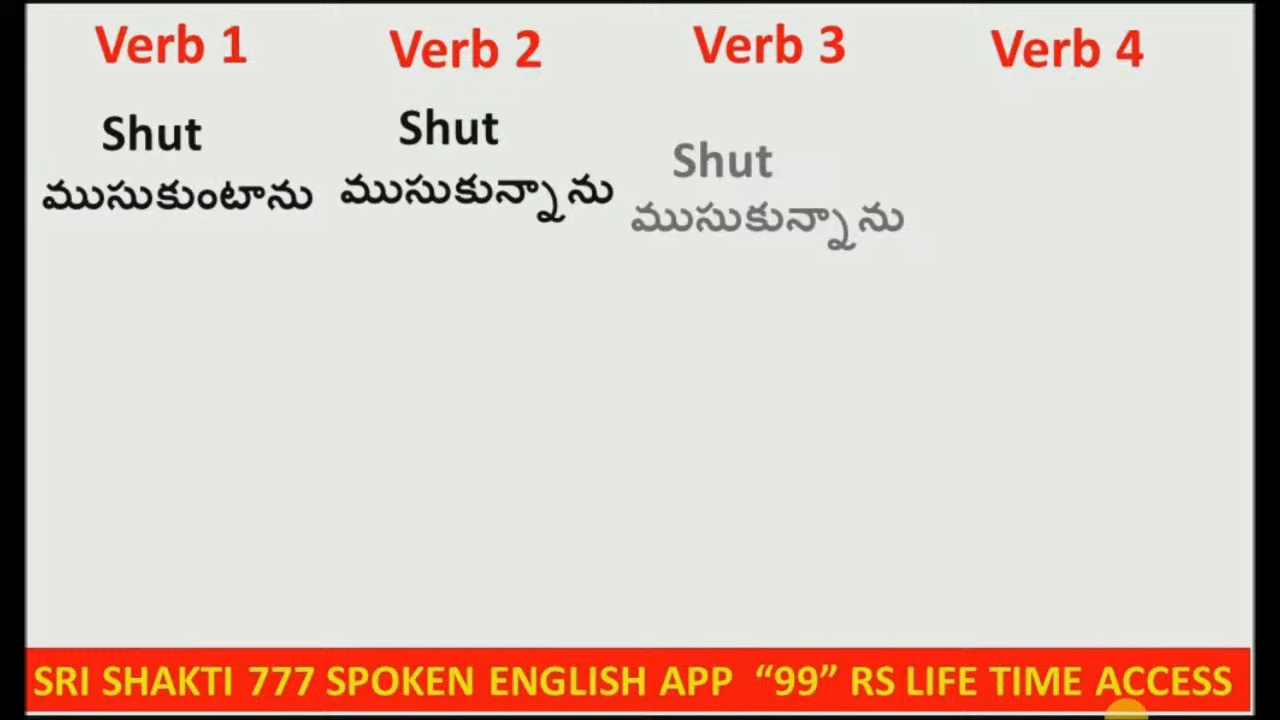 Verb 1 Verb 2 Verb 3 Verb 4
Shut Shut Shut
ముసుకుంటాను ముసుకున్నాను ముసుకున్నాను
SRI SHAKTI 777 SPOKEN ENGLISH APP “99” RS LIFE TIME ACCESS